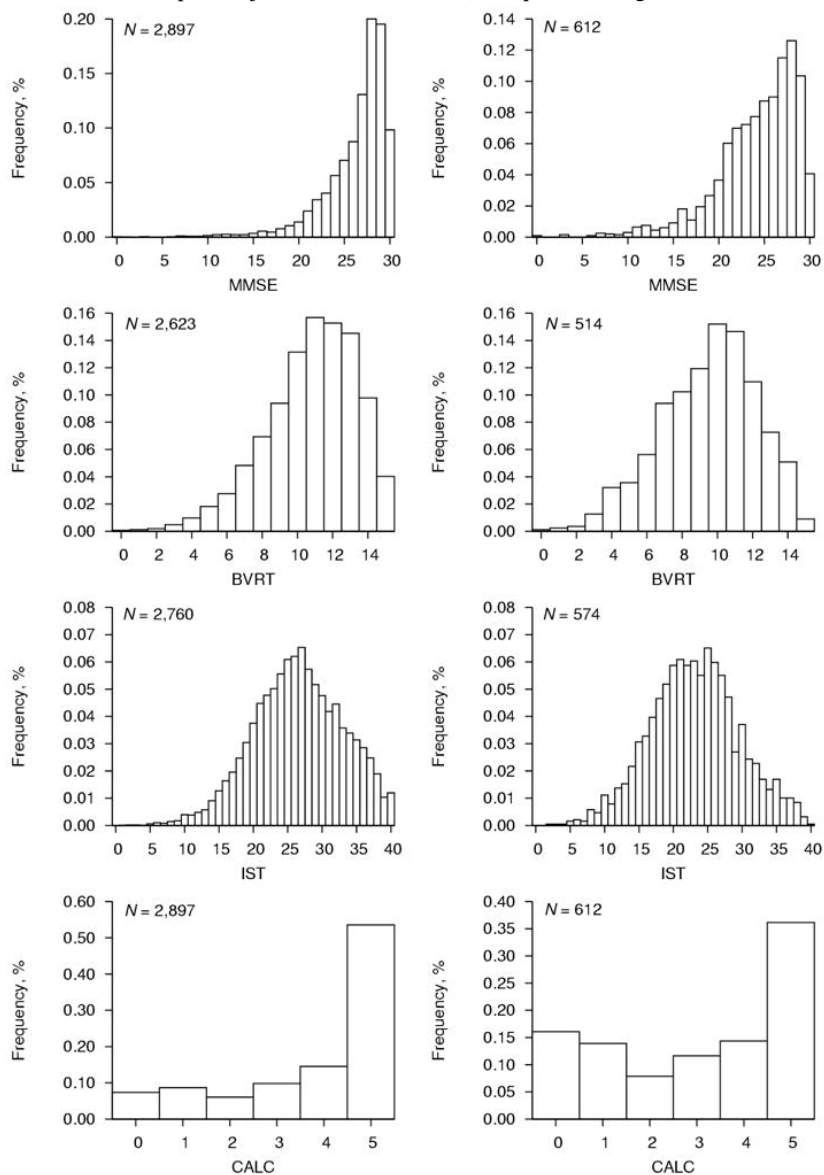 N = 2,897
Frequency, %
0.20
0.15
0.10
0.05
0.00
0 5 10 15 20 25 30
MMSE
N = 612
Frequency, %
0.14
0.12
0.10
0.08
0.06
0.04
0.02
0.00
0 5 10 15 20 25 30
MMSE
N = 2,623
Frequency, %
0.16
0.14
0.12
0.10
0.08
0.06
0.04
0.02
0.00
0 2 4 6 8 10 12 14
BVRT
N = 514
Frequency, %
0.16
0.14
0.12
0.10
0.08
0.06
0.04
0.02
0.00
0 2 4 6 8 10 12 14
BVRT
N = 2,760
Frequency, %
0.08
0.07
0.06
0.05
0.04
0.03
0.02
0.01
0.00
0 5 10 15 20 25 30 35 40
IST
N = 574
Frequency, %
0.08
0.07
0.06
0.05
0.04
0.03
0.02
0.01
0.00
0 5 10 15 20 25 30 35 40
IST
N = 2,897
Frequency, %
0.60
0.50
0.40
0.30
0.20
0.10
0.00
0 1 2 3 4 5
CALC
N = 612
Frequency, %
0.40
0.35
0.30
0.25
0.20
0.15
0.10
0.05
0.00
0 1 2 3 4 5
CALC